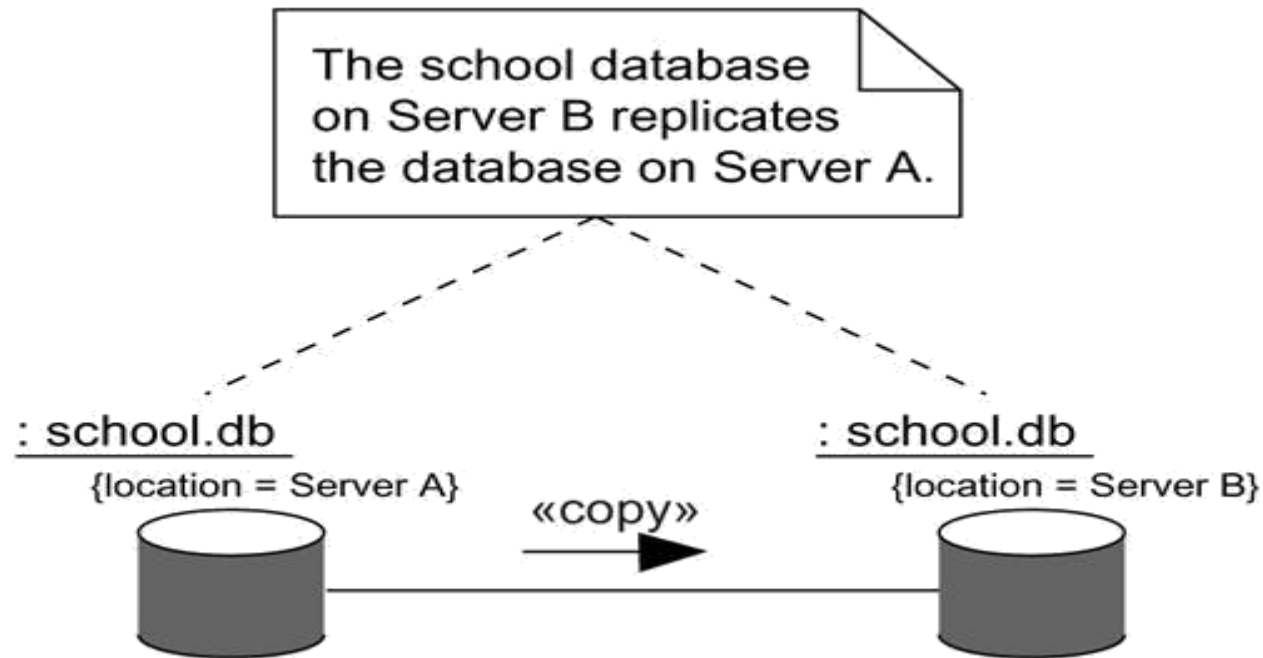 The school database
on Server B replicates
the database on Server A.
: school.db
{location = Server A}
: school.db
{location = Server B}
«copy»